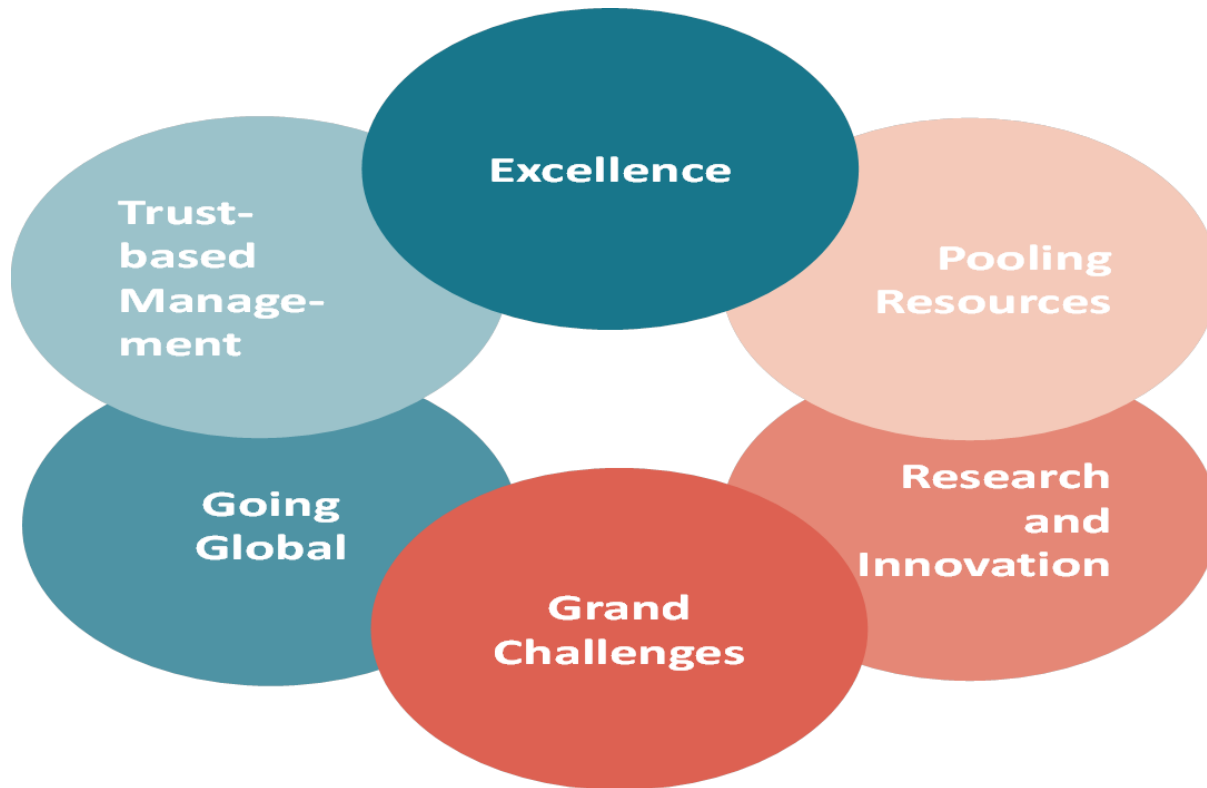 Excellence
Trust-
based
Manage-
ment
Pooling
Resources
Going
Global
Research
and
Innovation
Grand
Challenges